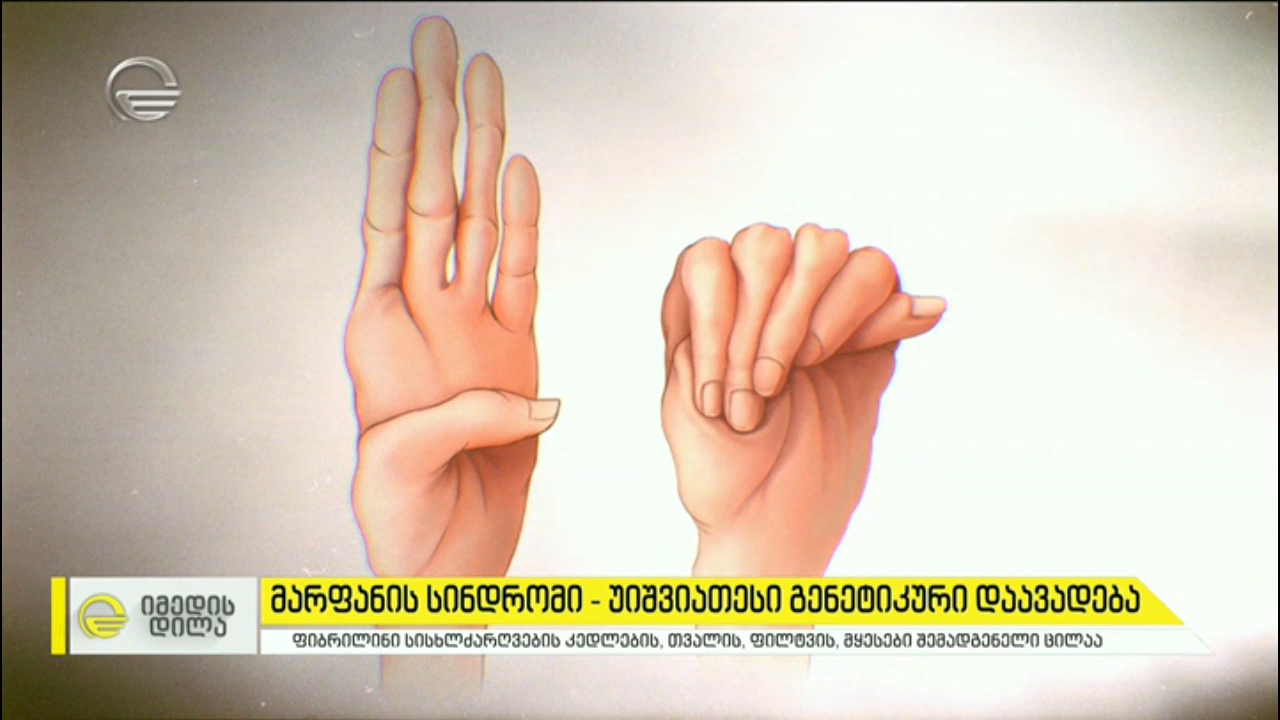 იმედის
დილა
მარფანის სინდრომი - უიშვიათესი გენეტიკური დაავადება
ფიბრილინი სისხლძარღვების კედლების, თვალის, ფილტვის, მყესები შემადგენელი ცილაა